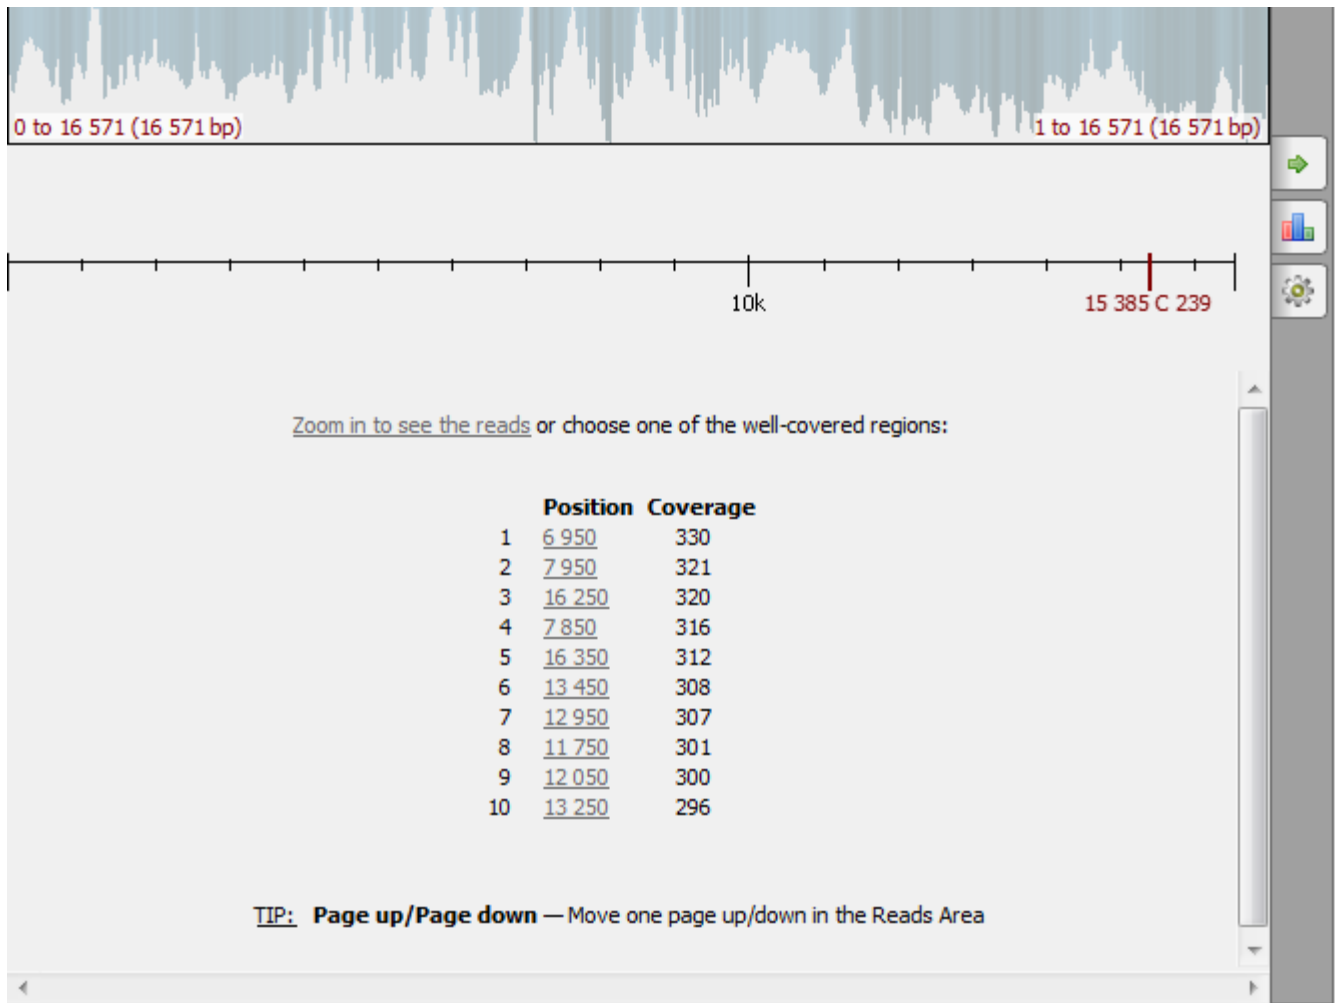 0 to 16 571 (16 571 bp)
1 to 16 571 (16 571 bp)
10k
15 385 C 239
Zoom in to see the reads or choose one of the well-covered regions:
Position Coverage
1 6 950 330
2 7 950 321
3 16 250 320
4 7 850 316
5 16 350 312
6 13 450 308
7 12 950 307
8 11 750 301
9 12 050 300
10 13 250 296
TIP: Page up/Page down — Move one page up/down in the Reads Area